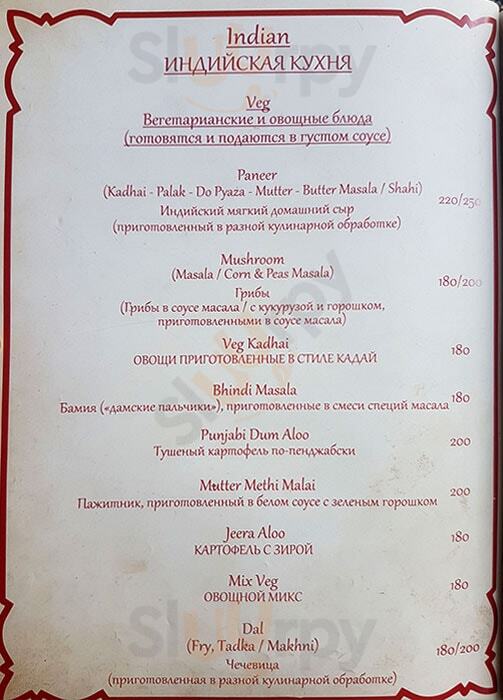 Indian
ИНДИЙСКАЯ КУХНЯ
Veg
Вегетарианские и овощные блюда
(готовятся и подаются в густом соусе)
Paneer
(Kadhai - Palak - Do Pyaza - Mutter - Butter Masala / Shahi)
220/250
Индийский мягкий домашний сыр
(приготовленный в разной кулинарной обработке)
Mushroom
(Masala / Corn & Peas Masala)
180/200
Грибы
(Грибы в соусе масала / с кукурузой и горошком,
приготовленными в соусе масала)
Veg Kadhai
180
ОВОЩИ ПРИГОТОВЛЕННЫЕ В СТИЛЕ КАДАЙ
Bhindi Masala
180
Бамия («дамские пальчики»), приготовленные в смеси специй масала
Punjabi Dum Aloo
200
Тушеный картофель по-пенджабски
Mutter Methi Malai
200
Пажитник, приготовленный в белом соусе с зеленым горошком
Jeera Aloo
180
КАРТОФЕЛЬ С ЗИРОЙ
Mix Veg
180
ОВОЩНОЙ МИКС
Dal
(Fry, Tadka / Makhni)
180/200
Чечевица
(приготовленная в разной кулинарной обработке)
Slurrpy
Slurrpy
Slurrpy